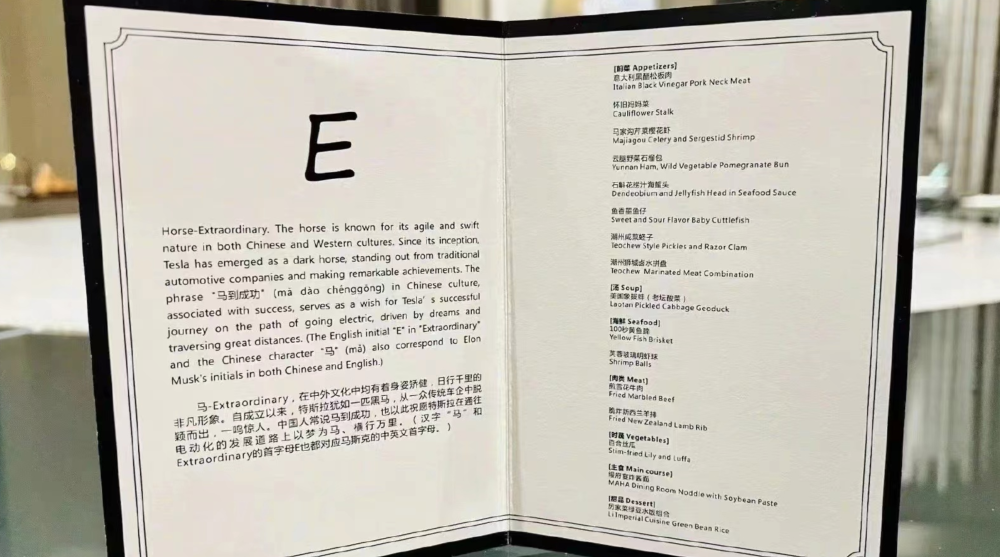 E
Horse-Extraordinary. The horse is known for its agile and swift
nature in both Chinese and Western cultures. Since its inception,
Tesla has emerged as a dark horse, standing out from traditional
automotive companies and making remarkable achievements. The
phrase "马到成功" (mǎ dào chénggōng) in Chinese culture,
associated with success, serves as a wish for Tesla's successful
journey on the path of going electric, driven by dreams and
traversing great distances. (The English initial "E" in "Extraordinary"
and the Chinese character "马" (mǎ) also correspond to Elon
Musk's initials in both Chinese and English.)
马-Extraordinary，在中外文化中均有着身姿矫健，日行千里的
非凡形象。自成立以来，特斯拉犹如一匹黑马，从一众传统车企中脱
颖而出，一鸣惊人。中国人常说马到成功，也以此祝愿特斯拉在通往
电动化的发展道路上以梦为马、横行万里。（汉字“马”和
Extraordinary的首字母E也都对应马斯克的中英文首字母。）
[前菜 Appetizers]
意大利黑醋松板肉
Italian Black Vinegar Pork Neck Meat
怀旧妈妈菜
Cauliflower Stalk
马家沟芹菜樱花虾
Majiagou Celery and Sergestid Shrimp
云腿野菜石榴包
Yunnan Ham, Wild Vegetable Pomegranate Bun
石斛花捞汁海蜇头
Dendeobium and Jellyfish Head in Seafood Sauce
鱼香墨鱼仔
Sweet and Sour Flavor Baby Cuttlefish
潮州咸菜蛏子
Teochew Style Pickles and Razor Clam
潮州狮城卤水拼盘
Teochew Marinated Meat Combination
[汤 Soup]
美国象拔蚌（老坛酸菜）
Laotan Pickled Cabbage Geoduck
[海鲜 Seafood]
100秒黄鱼
Yellow Fish Brisket
芙蓉玻璃明虾球
Shrimp Balls
[肉类 Meat]
煎雪花牛肉
Fried Marbled Beef
脆炸新西兰羊排
Fried New Zealand Lamb Rib
[时蔬 Vegetables]
百合丝瓜
Stim-fried Lily and Luffa
[主食 Main course]
炸酱面
MAHA Dining Room Noddle with Soybean Paste
[甜品 Dessert]
厉家菜绿豆水饭组合
Li Imperial Cuisine Green Bean Rice